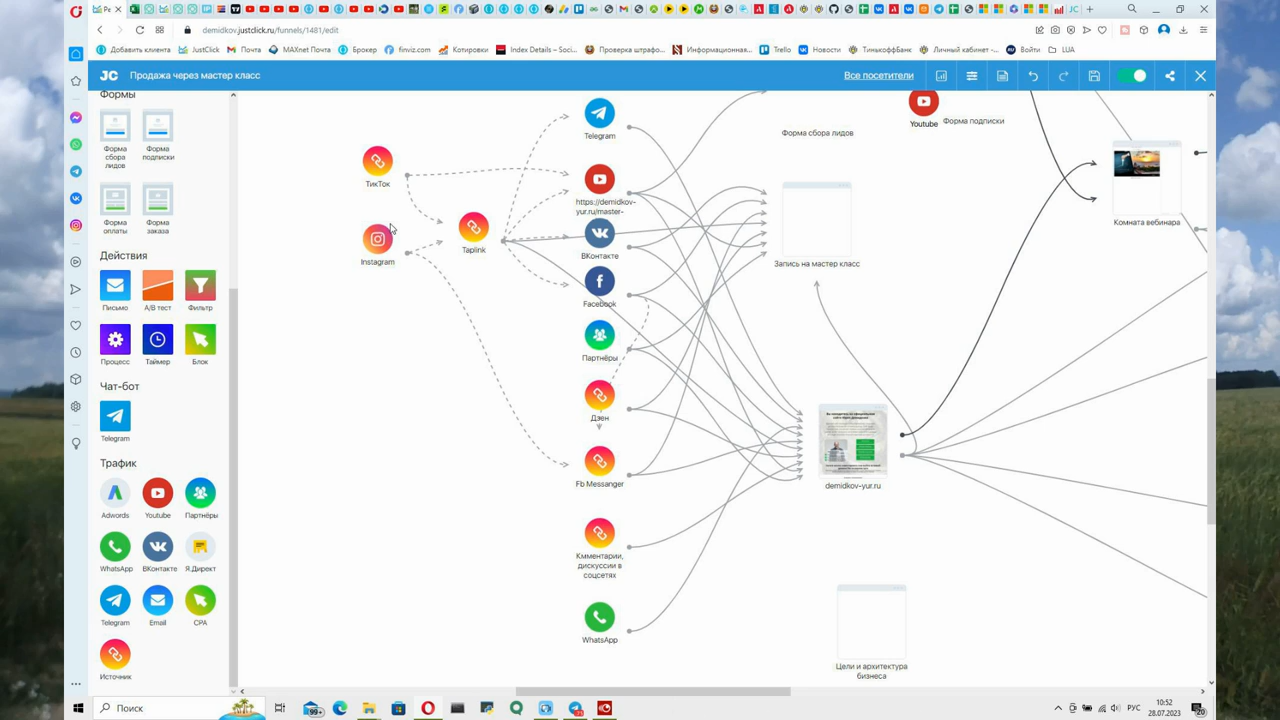 Добавить клиента
JustClick
Почта
MAXnet Почта
Брокер
finviz.com
Котировки
Index Details – Soci...
Проверка штрафо...
Информационная...
Trello
Новости
ТинькоффБанк
Личный кабинет -...
Войти
LUA
demidkov.justclick.ru/funnels/1481/edit
JC
Продажа через мастер класс
Все посетители
Формы
Форма сбора лидов
Форма подписки
Форма оплаты
Форма заказа
Действия
Письмо
A/B тест
Фильтр
Процесс
Таймер
Блок
Чат-бот
Telegram
Трафик
Adwords
Youtube
Партнёры
WhatsApp
ВКонтакте
Я.Директ
Telegram
Email
CPA
Источник
ТикТок
Instagram
Taplink
Telegram
https://demidkov-
yur.ru/master-
ВКонтакте
Facebook
Партнёры
Дзен
Fb Messanger
Кмментарии,
дискуссии в
соцсетях
WhatsApp
Форма сбора лидов
Запись на мастер класс
Youtube
Форма подписки
Комната вебинара
demidkov-yur.ru
Цели и архитектура
бизнеса
Поиск
99+
РУС
10:52
28.07.2023
20